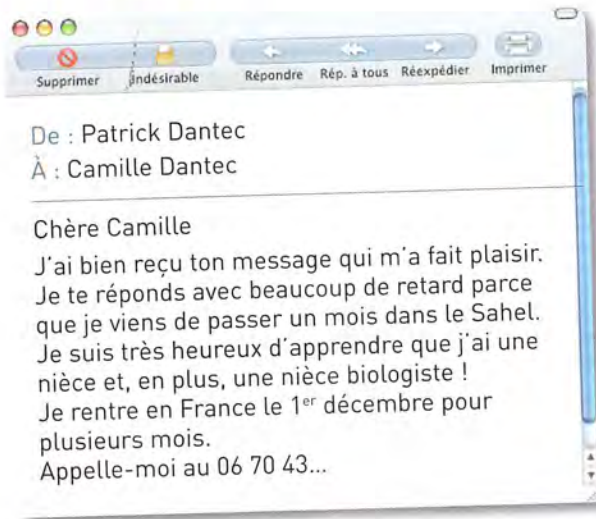 Supprimer Indésirable Répondre Rép. à tous Réexpédier Imprimer
De : Patrick Dantec
À : Camille Dantec
Chère Camille
J'ai bien reçu ton message qui m'a fait plaisir.
Je te réponds avec beaucoup de retard parce
que je viens de passer un mois dans le Sahel.
Je suis très heureux d'apprendre que j'ai une
nièce et, en plus, une nièce biologiste !
Je rentre en France le 1er décembre pour
plusieurs mois.
Appelle-moi au 06 70 43...